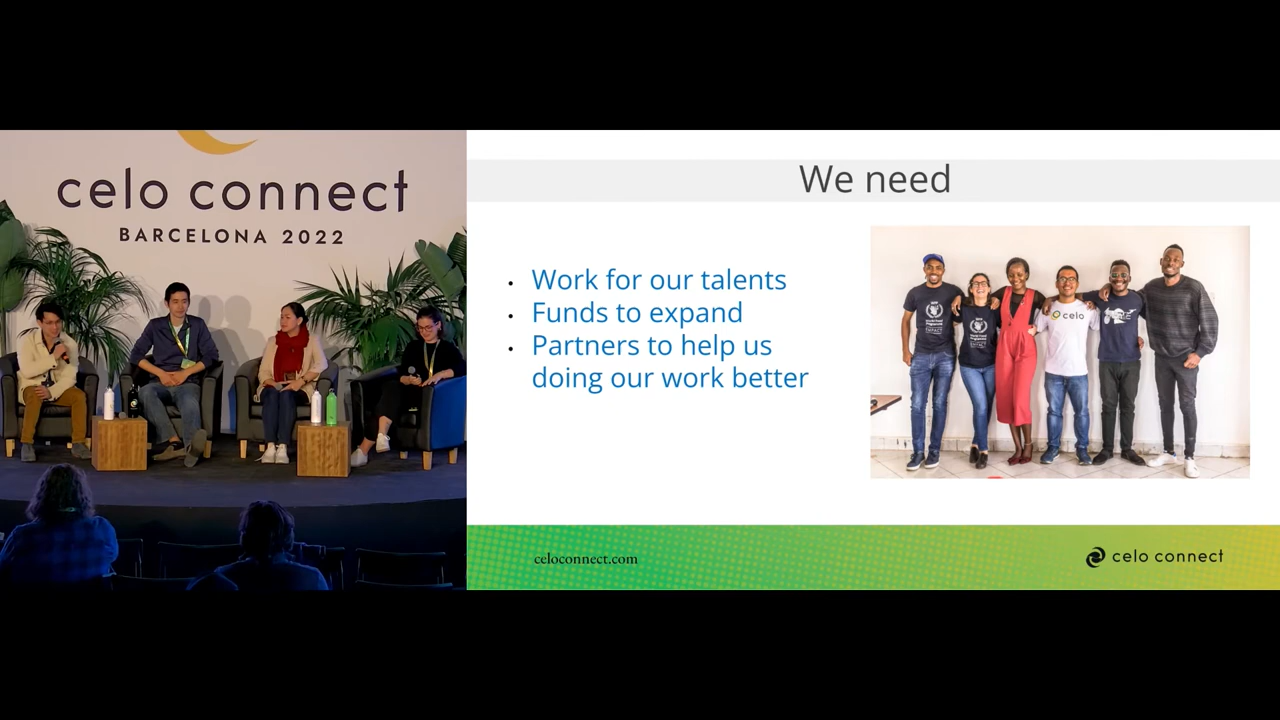 celo connect
BARCELONA 2022
We need
Work for our talents
Funds to expand
Partners to help us
doing our work better
celo
celoconnect.com
celo connect